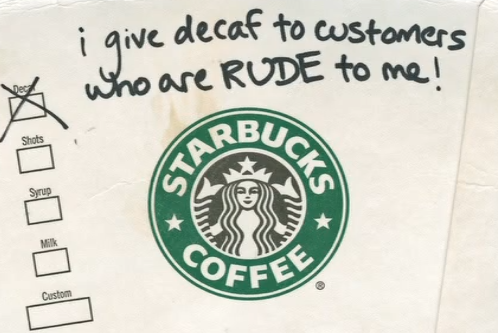 i give decaf to customers
who are RUDE to me!
Decaf
Shots
Syrup
Milk
Custom
STARBUCKS
COFFEE
®